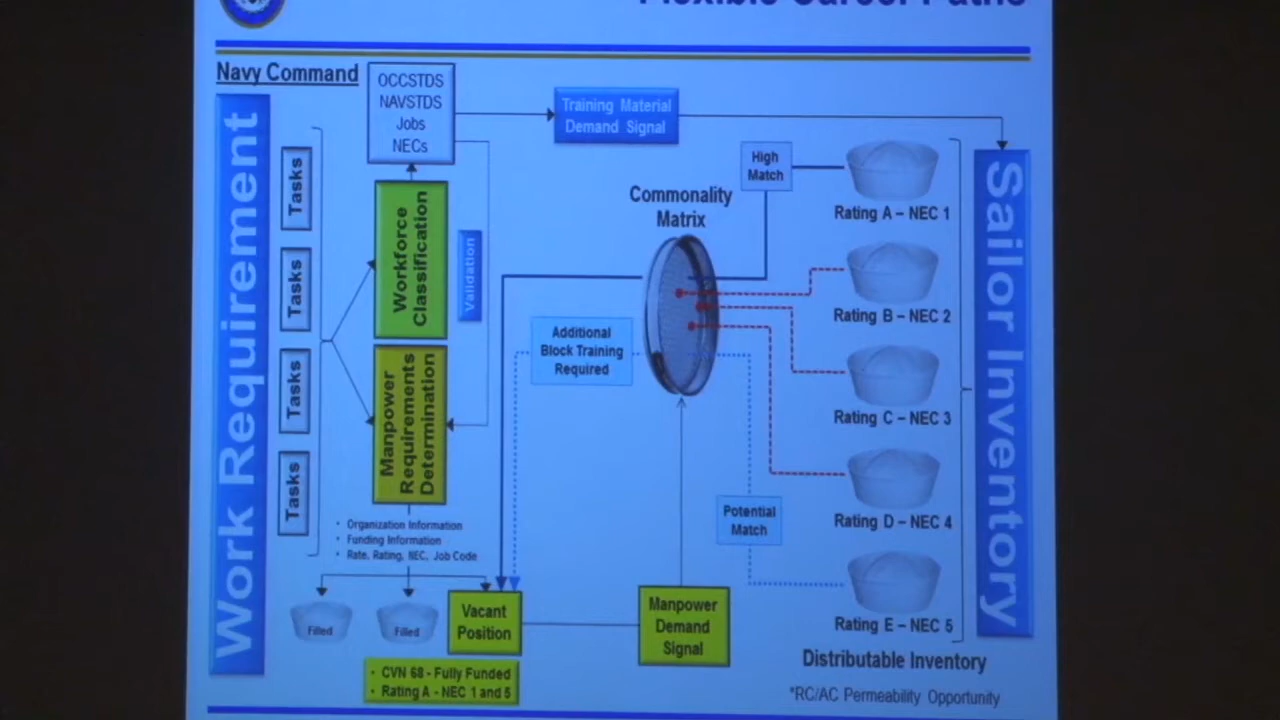 Flexible Career Paths
Navy Command
Work Requirement
Tasks
Tasks
Tasks
Tasks
OCCSTDS
NAVSTDS
Jobs
NECs
Workforce
Classification
Validation
Manpower
Requirements
Determination
• Organization Information
• Funding Information
• Rate, Rating, NEC, Job Code
Filled
Filled
Vacant
Position
• CVN 68 - Fully Funded
• Rating A - NEC 1 and 5
Training Material
Demand Signal
Commonality
Matrix
Additional
Block Training
Required
High
Match
Potential
Match
Manpower
Demand
Signal
Rating A – NEC 1
Rating B – NEC 2
Rating C – NEC 3
Rating D – NEC 4
Rating E – NEC 5
Distributable Inventory
*RC/AC Permeability Opportunity
Sailor Inventory